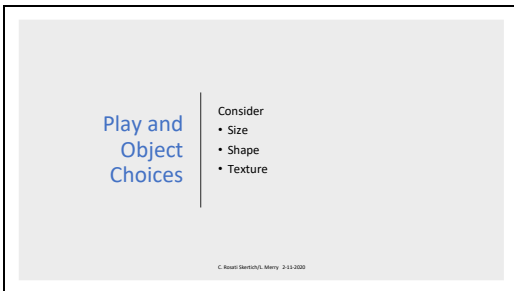 Play and
Object
Choices
Consider
• Size
• Shape
• Texture
C. Rosati Skertich/L. Merry 2-11-2020